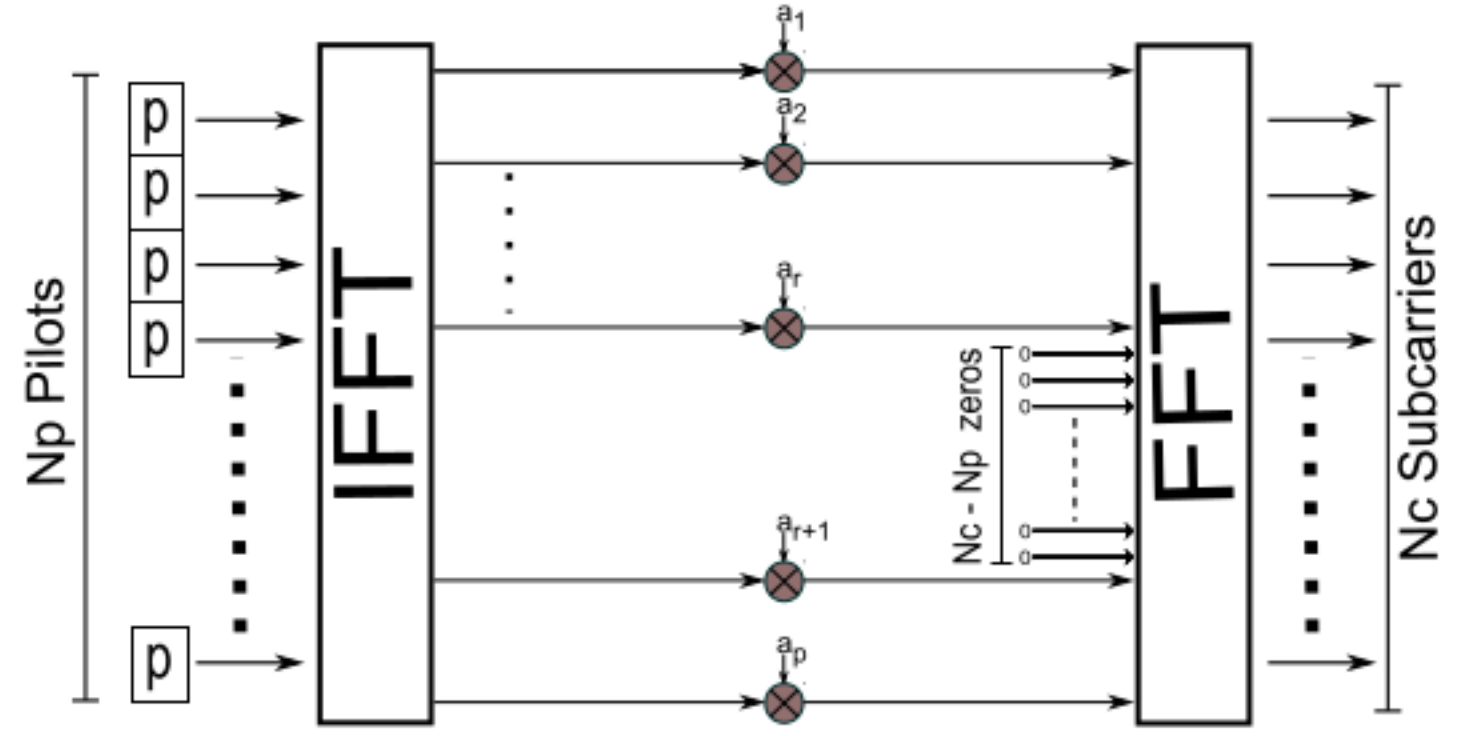 Np Pilots
p
p
p
p
p
IFFT
a1
a2
ar
ar+1
ap
Nc - Np zeros
0
0
0
0
0
FFT
Nc Subcarriers